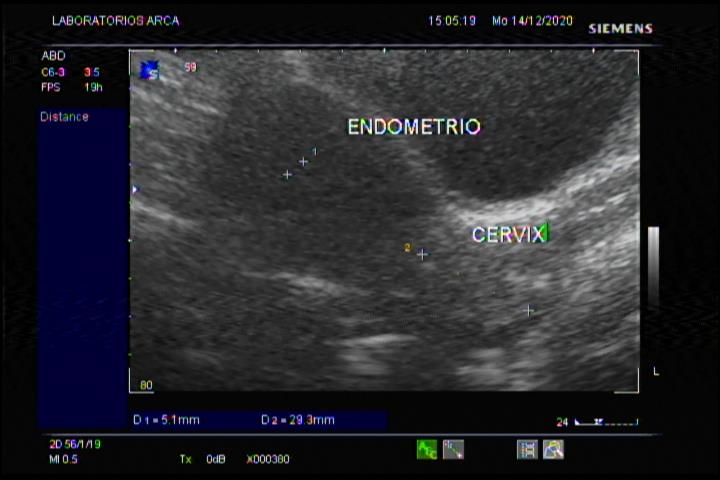 LABORATORIOS ARCA
15:05:19 Mo 14/12/2020
SIEMENS
ABD
C6-3 3.5
FPS 19h
Distance
S
59
ENDOMETRIO
1
2
CERVIX
80
L
D 1 = 5.1mm D 2 = 29.3mm
24
2D 56/1/19
MI 0.5 Tx 0dB X000380